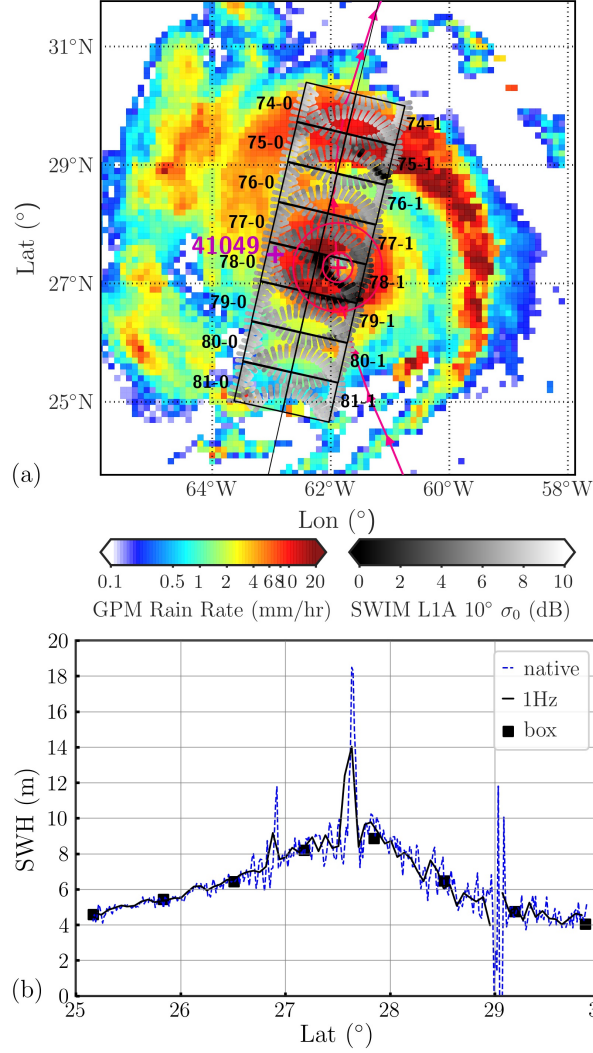 31°N
29°N
27°N
25°N
Lat (°)
74-0
74-1
75-0
75-1
76-0
76-1
77-0
77-1
41049
78-0
78-1
79-0
79-1
80-0
80-1
81-0
81-1
(a)
64°W 62°W 60°W 58°W
Lon (°)
0.1 0.5 1 2 4 6 8 10 20
GPM Rain Rate (mm/hr)
0 2 4 6 8 10
SWIM L1A 10° σ0 (dB)
20
18
16
14
12
10
8
6
4
2
0
SWH (m)
native
1Hz
box
(b)
25 26 27 28 29 3
Lat (°)